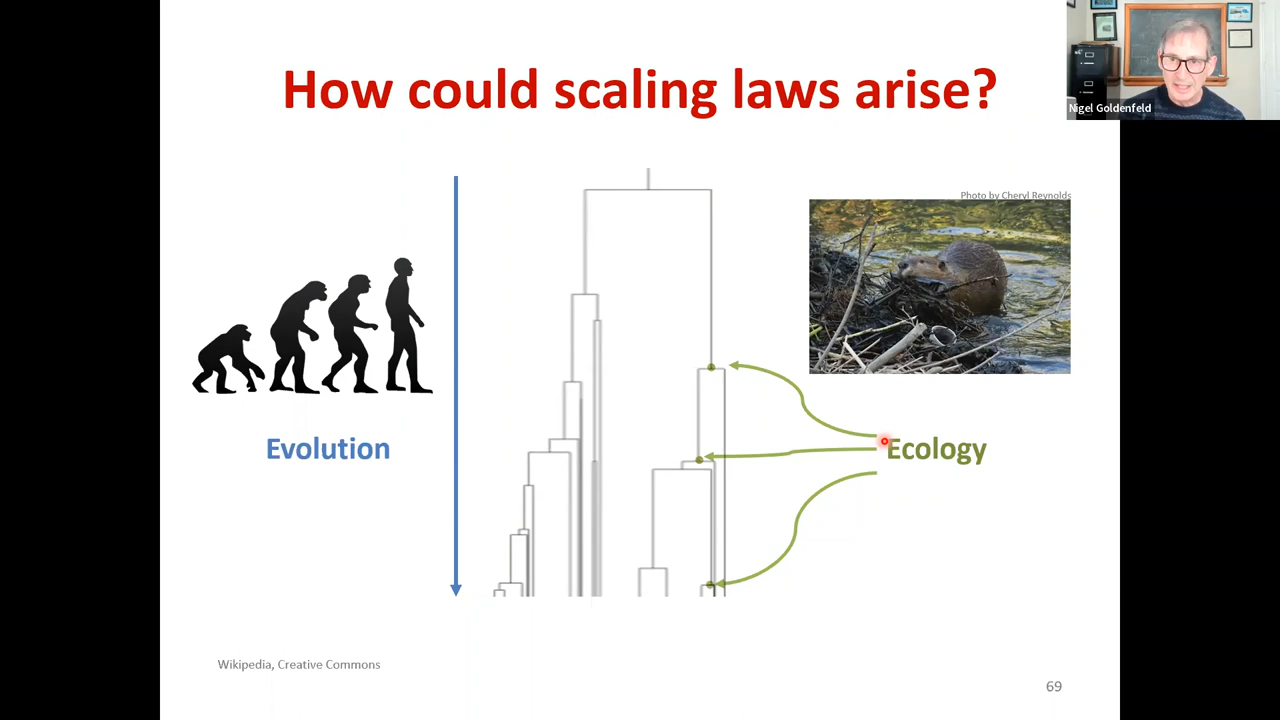 How could scaling laws arise?
Nigel Goldenfeld
Photo by Cheryl Reynolds
Evolution
Ecology
Wikipedia, Creative Commons
69